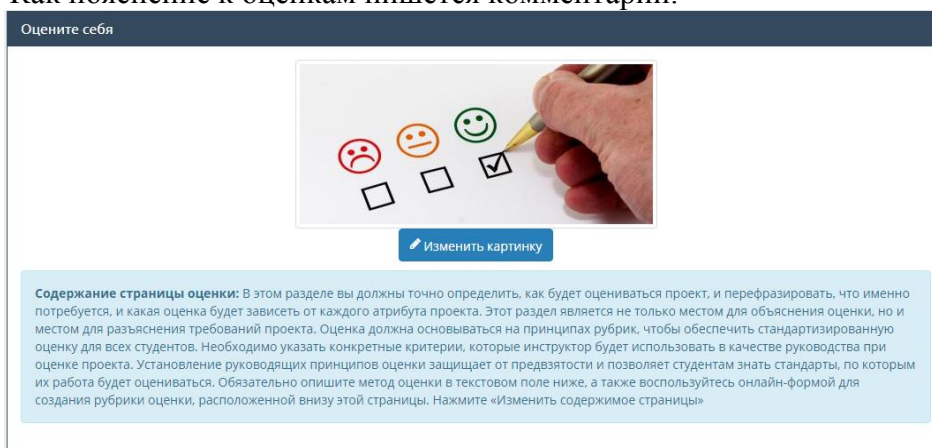 Как пояснение к оценкам пишется комментарий.
Оцените себя
Изменить картинку
Содержание страницы оценки: В этом разделе вы должны точно определить, как будет оцениваться проект, и перефразировать, что именно
потребуется, и какая оценка будет зависеть от каждого атрибута проекта. Этот раздел является не только местом для объяснения оценки, но и
местом для разъяснения требований проекта. Оценка должна основываться на принципах рубрик, чтобы обеспечить стандартизированную
оценку для всех студентов. Необходимо указать конкретные критерии, которые инструктор будет использовать в качестве руководства при
оценке проекта. Установление руководящих принципов оценки защищает от предвзятости и позволяет студентам знать стандарты, по которым
их работа будет оцениваться. Обязательно опишите метод оценки в текстовом поле ниже, а также воспользуйтесь онлайн-формой для
создания рубрики оценки, расположенной внизу этой страницы. Нажмите «Изменить содержимое страницы»